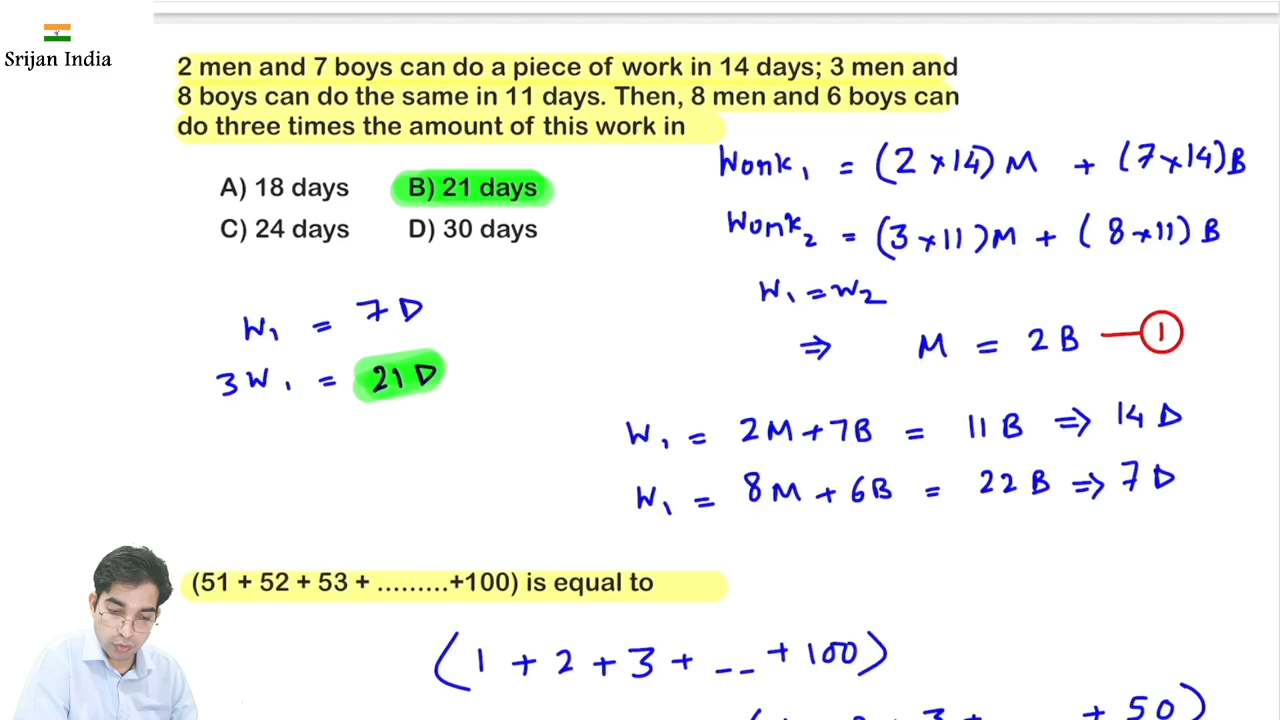 Srijan India
2 men and 7 boys can do a piece of work in 14 days; 3 men and
8 boys can do the same in 11 days. Then, 8 men and 6 boys can
do three times the amount of this work in
A) 18 days B) 21 days
C) 24 days D) 30 days
Work₁ = (2×14)M + (7×14)B
Work₂ = (3×11)M + (8×11)B
W₁ = W₂
⇒ M = 2B — 1
W₁ = 7D
3W₁ = 21D
W₁ = 2M+7B = 11B ⇒ 14D
W₁ = 8M+6B = 22B ⇒ 7D
(51 + 52 + 53 + .........+100) is equal to
(1 + 2 + 3 + -- + 100)
+ 50)